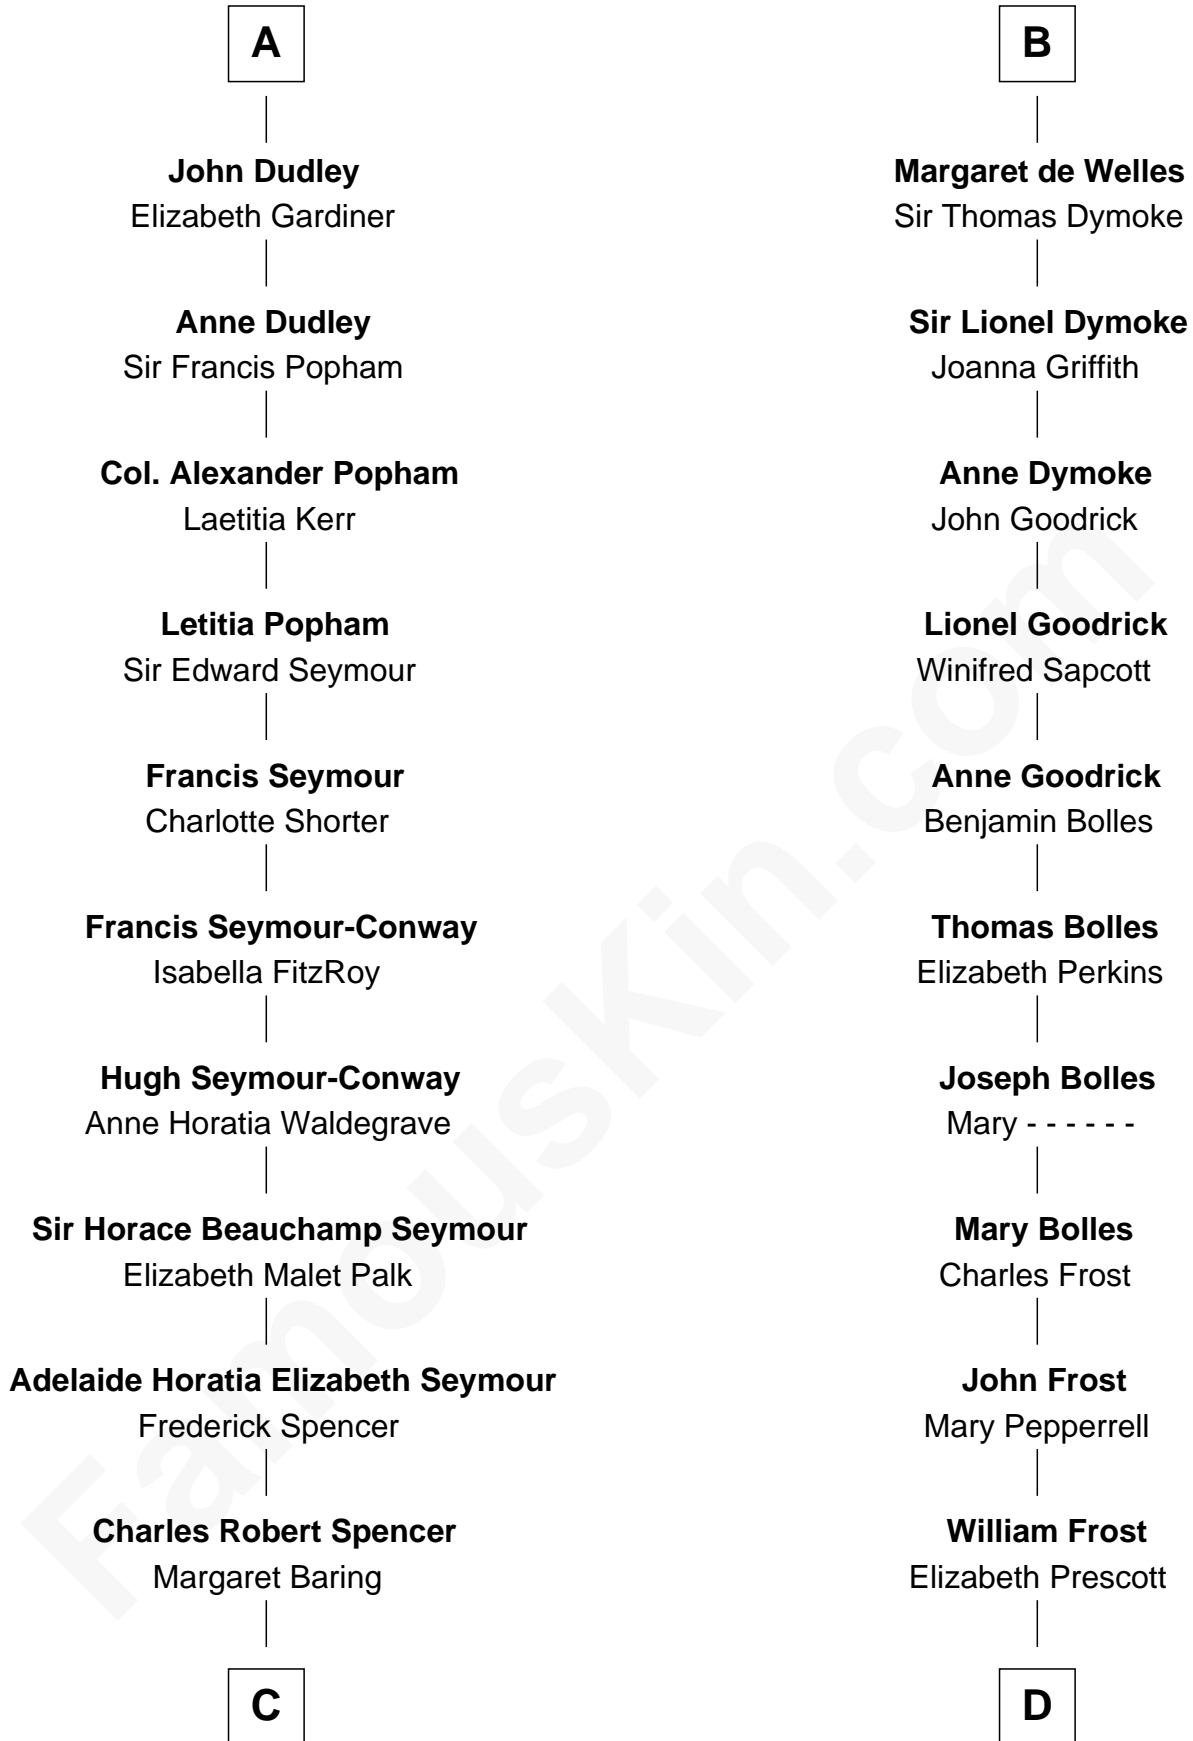 A
John Dudley
Elizabeth Gardiner
Anne Dudley
Sir Francis Popham
Col. Alexander Popham
Laetitia Kerr
Letitia Popham
Sir Edward Seymour
Francis Seymour
Charlotte Shorter
Francis Seymour-Conway
Isabella FitzRoy
Hugh Seymour-Conway
Anne Horatia Waldegrave
Sir Horace Beauchamp Seymour
Elizabeth Malet Palk
Adelaide Horatia Elizabeth Seymour
Frederick Spencer
Charles Robert Spencer
Margaret Baring
C
B
Margaret de Welles
Sir Thomas Dymoke
Sir Lionel Dymoke
Joanna Griffith
Anne Dymoke
John Goodrick
Lionel Goodrick
Winifred Sapcott
Anne Goodrick
Benjamin Bolles
Thomas Bolles
Elizabeth Perkins
Joseph Bolles
Mary - - - - - -
Mary Bolles
Charles Frost
John Frost
Mary Pepperrell
William Frost
Elizabeth Prescott
D
FamousKin.com